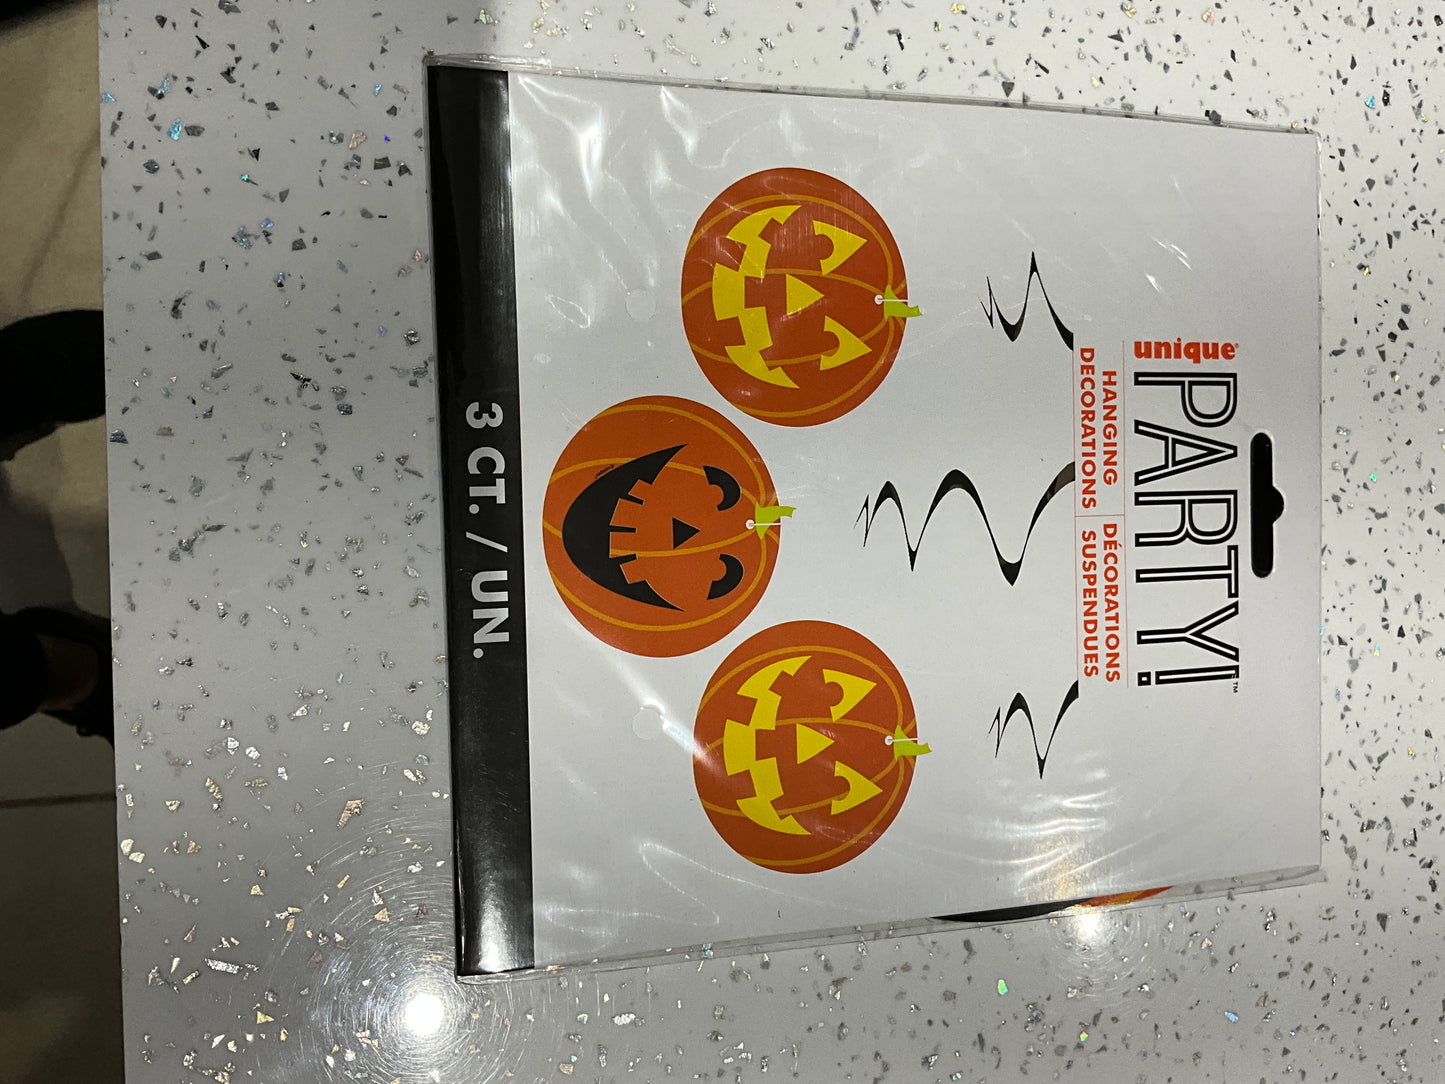 unique®
PARTY!™
HANGING
DECORATIONS
DÉCORATIONS
SUSPENDUES
3 CT. / UN.